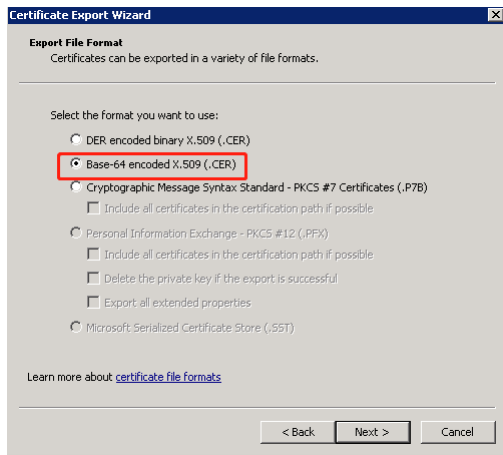 Certificate Export Wizard
Export File Format
Certificates can be exported in a variety of file formats.
Select the format you want to use:
DER encoded binary X.509 (.CER)
Base-64 encoded X.509 (.CER)
Cryptographic Message Syntax Standard - PKCS #7 Certificates (.P7B)
Include all certificates in the certification path if possible
Personal Information Exchange - PKCS #12 (.PFX)
Include all certificates in the certification path if possible
Delete the private key if the export is successful
Export all extended properties
Microsoft Serialized Certificate Store (.SST)
Learn more about certificate file formats
< Back Next > Cancel